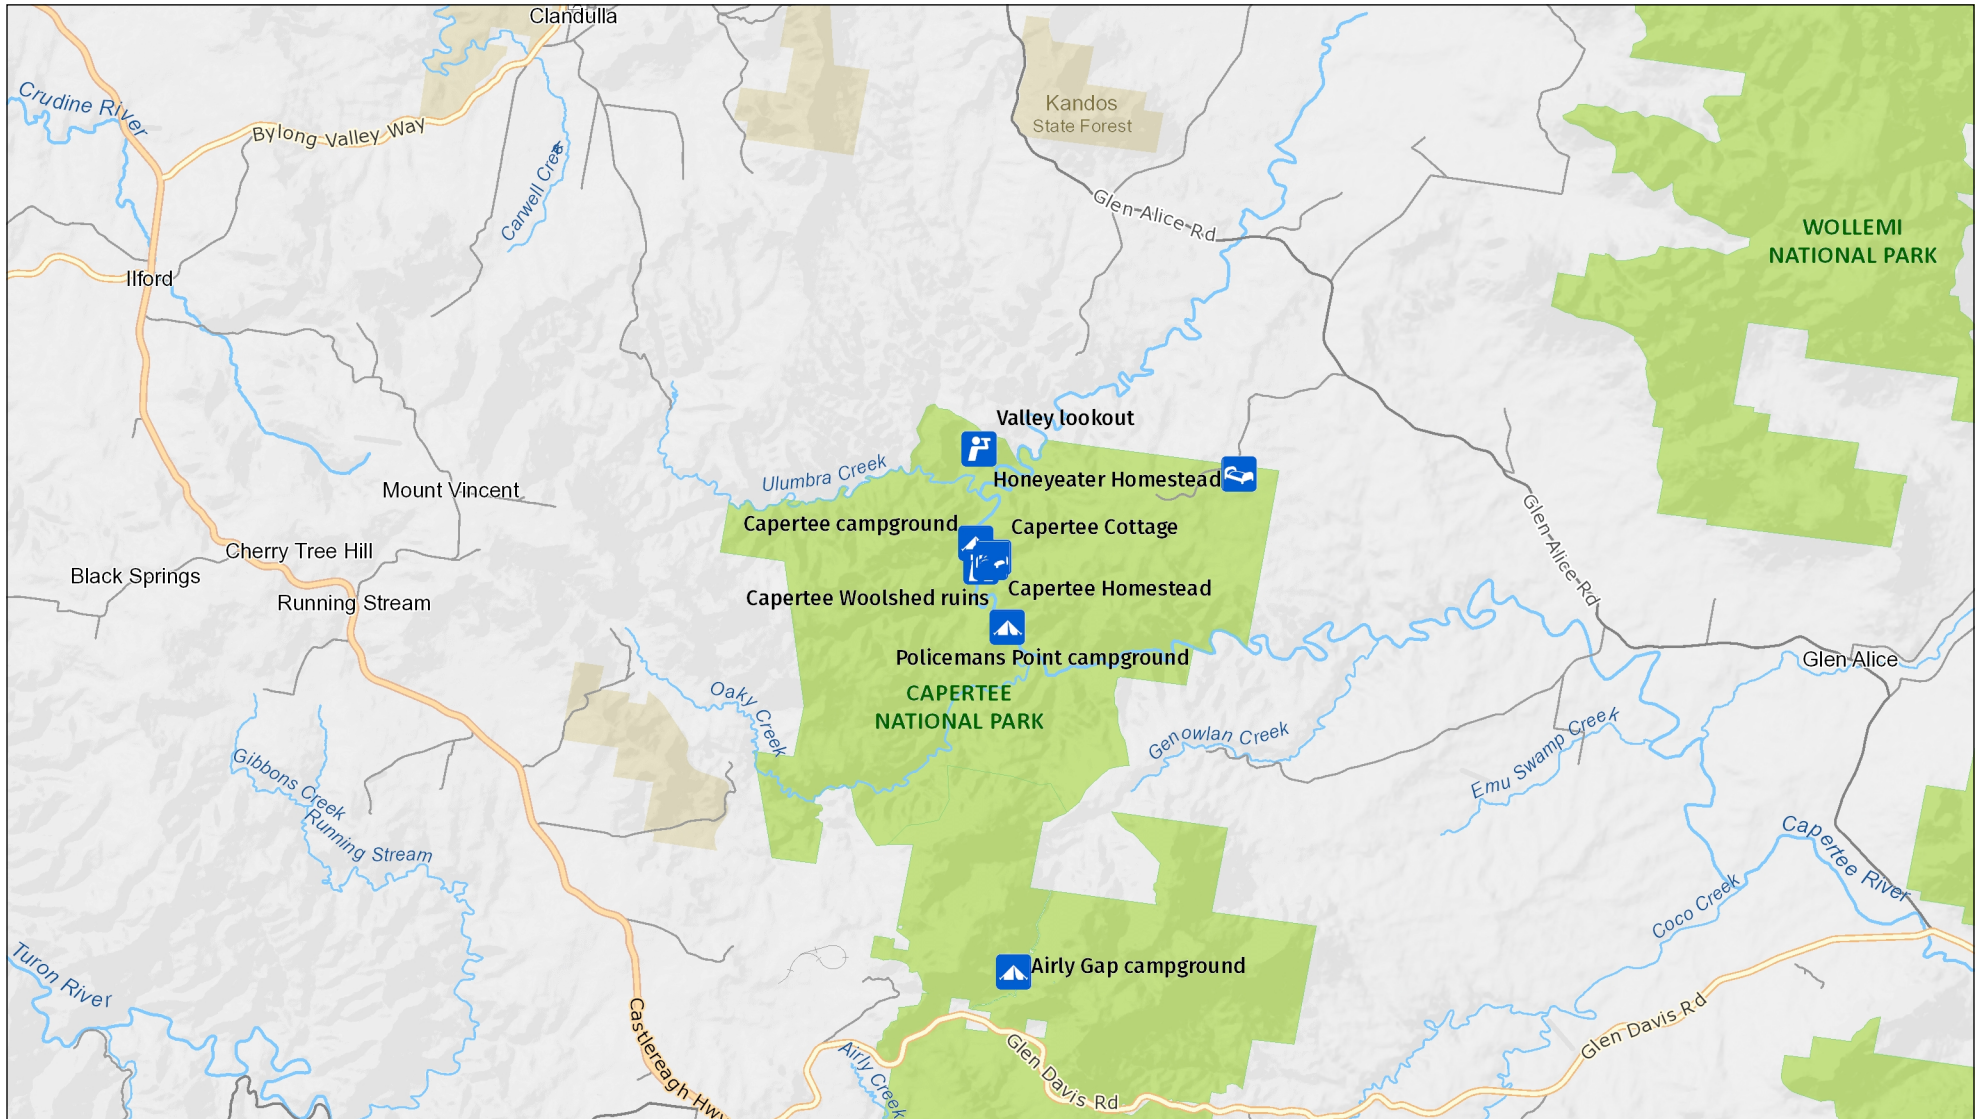 Clandulla
Crudine River
Bylong Valley Way
Kandos
State Forest
Carwell Creek
Glen Alice Rd
WOLLEMI
NATIONAL PARK
Ilford
Valley lookout
Ulumbra Creek
Honeyeater Homestead
Mount Vincent
Capertee campground
Capertee Cottage
Glen Alice Rd
Cherry Tree Hill
Black Springs
Capertee Homestead
Capertee Woolshed ruins
Running Stream
Policemans Point campground
Glen Alice
CAPERTEE
NATIONAL PARK
Oaky Creek
Genowlan Creek
Emu Swamp Creek
Gibbons Creek
Running Stream
Capertee River
Coco Creek
Turon River
Airly Gap campground
Castlereagh Hwy
Glen Davis Rd
Airly Creek
Glen Davis Rd